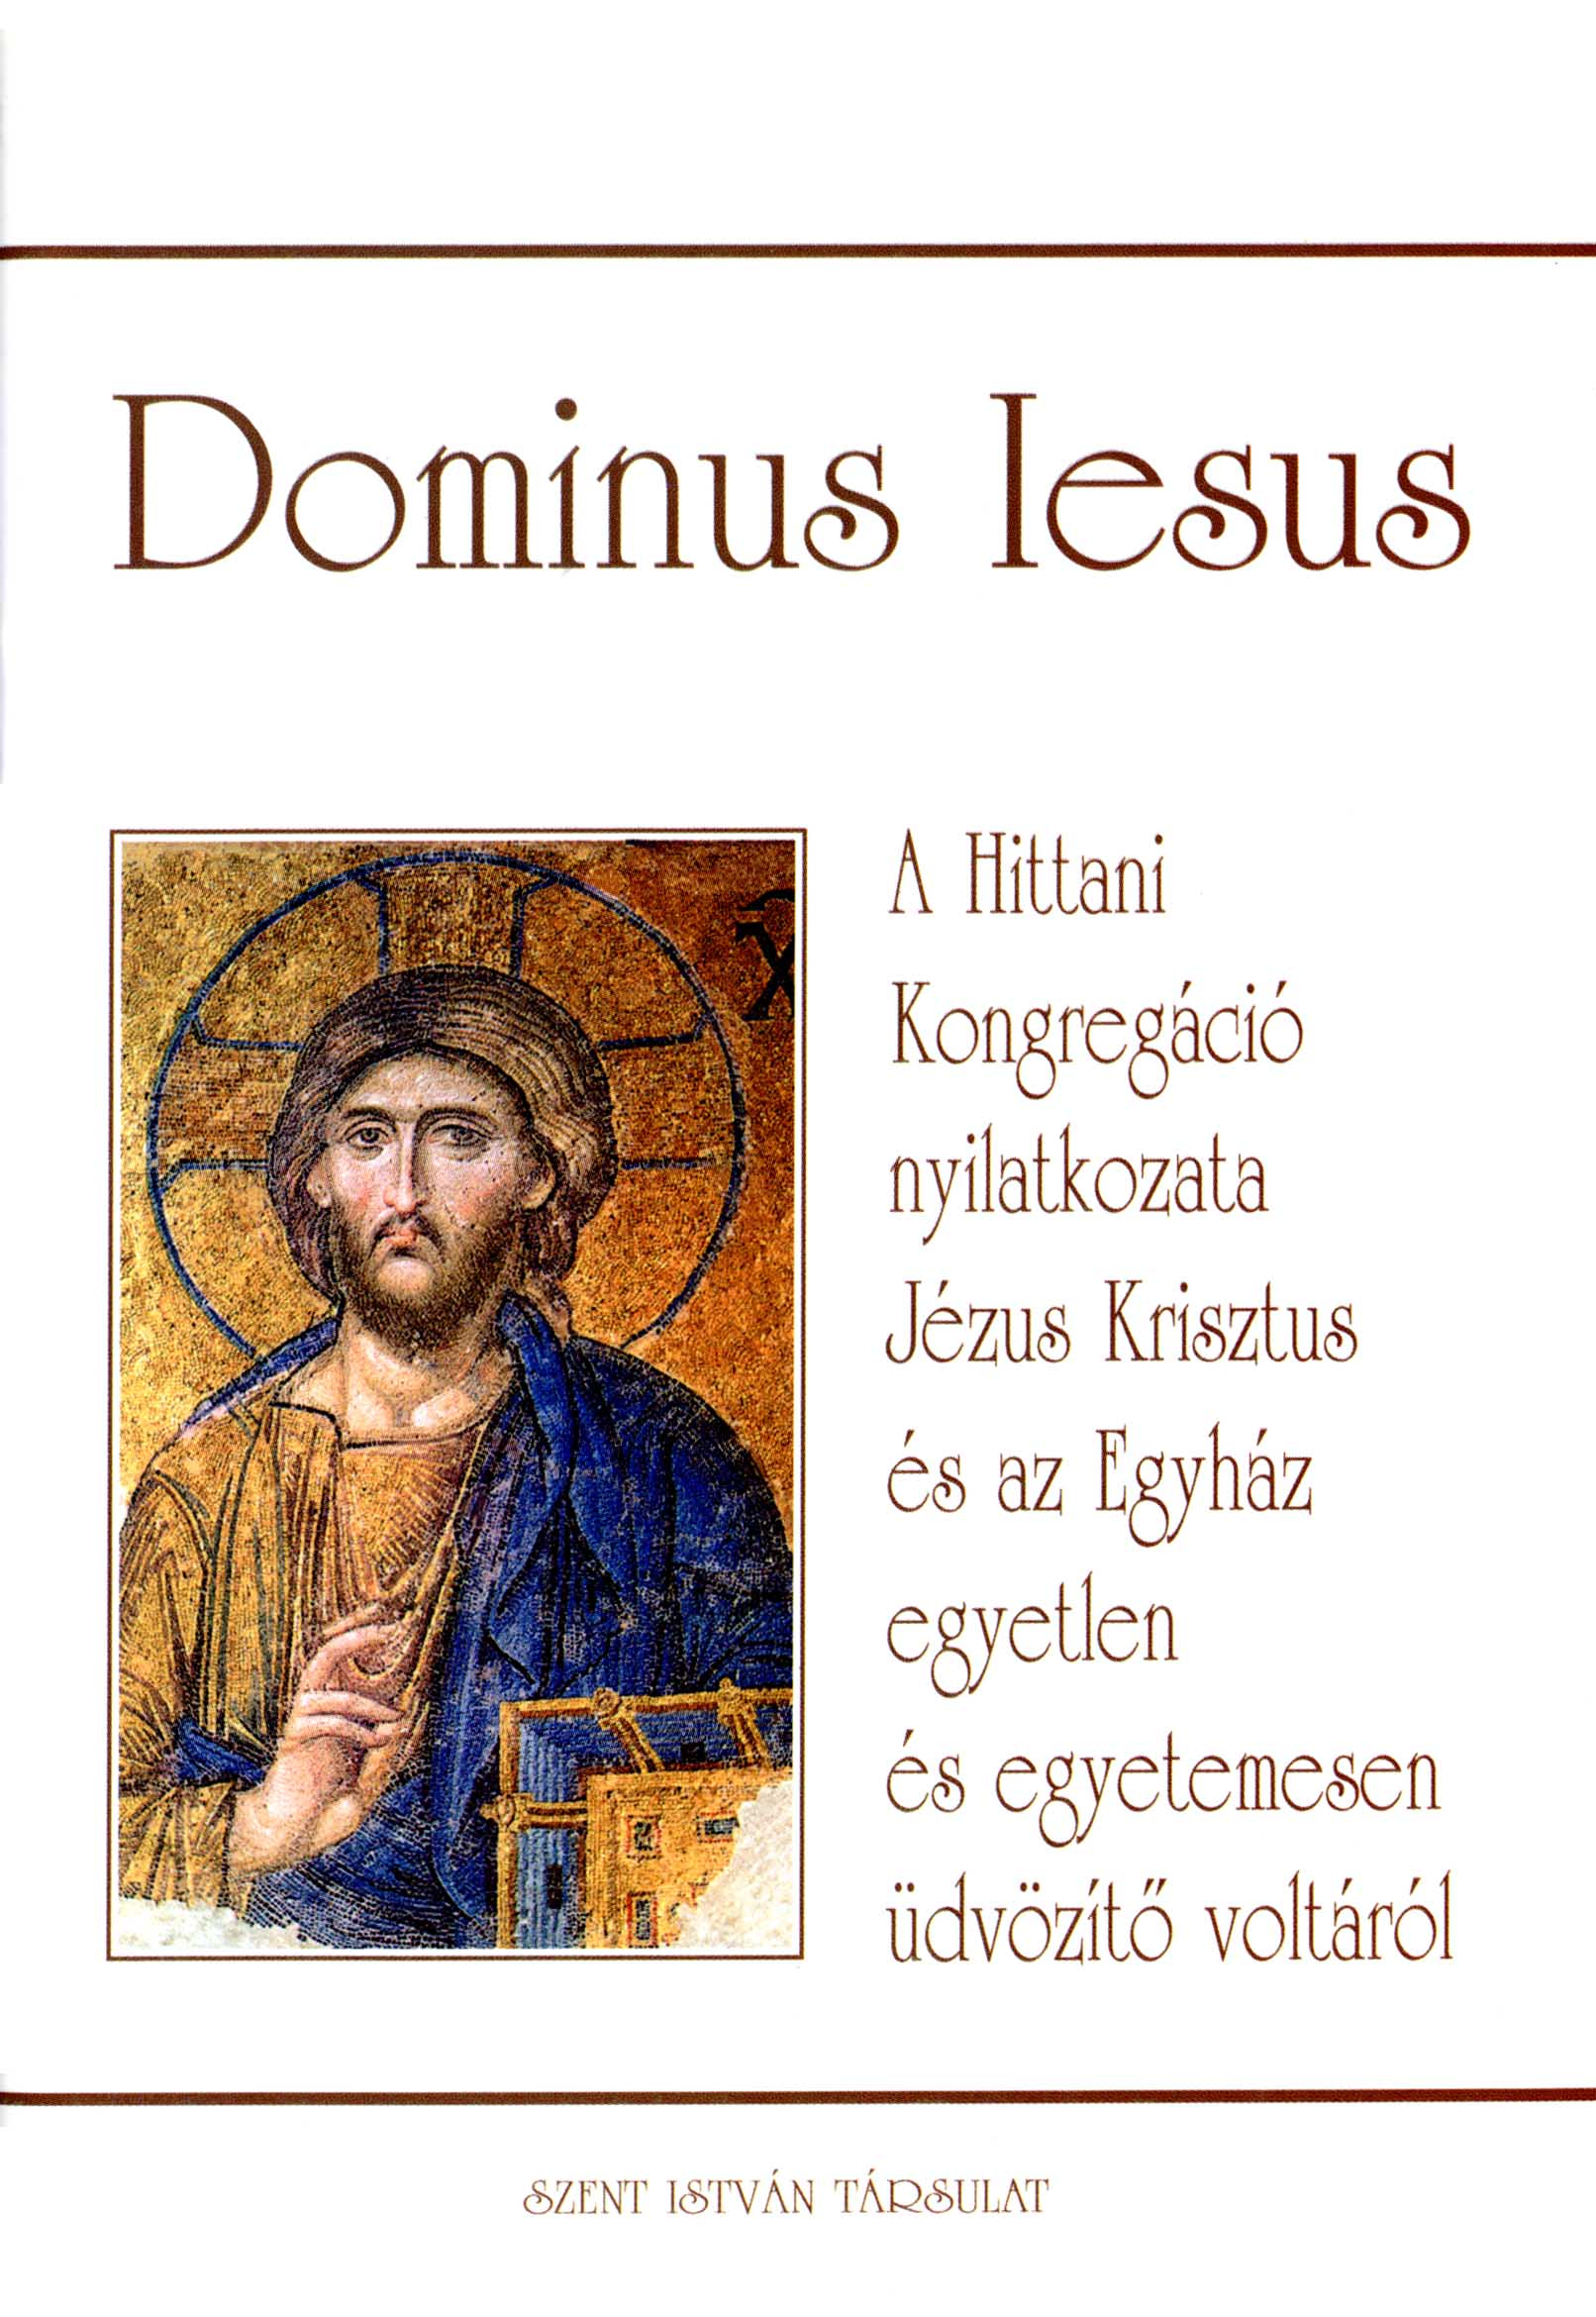 Dominus Iesus
A Hittani
Kongregáció
nyilatkozata
Jézus Krisztus
és az Egyház
egyetlen
és egyetemesen
üdvözítő voltáról
SZENT ISTVÁN TÁRSULAT